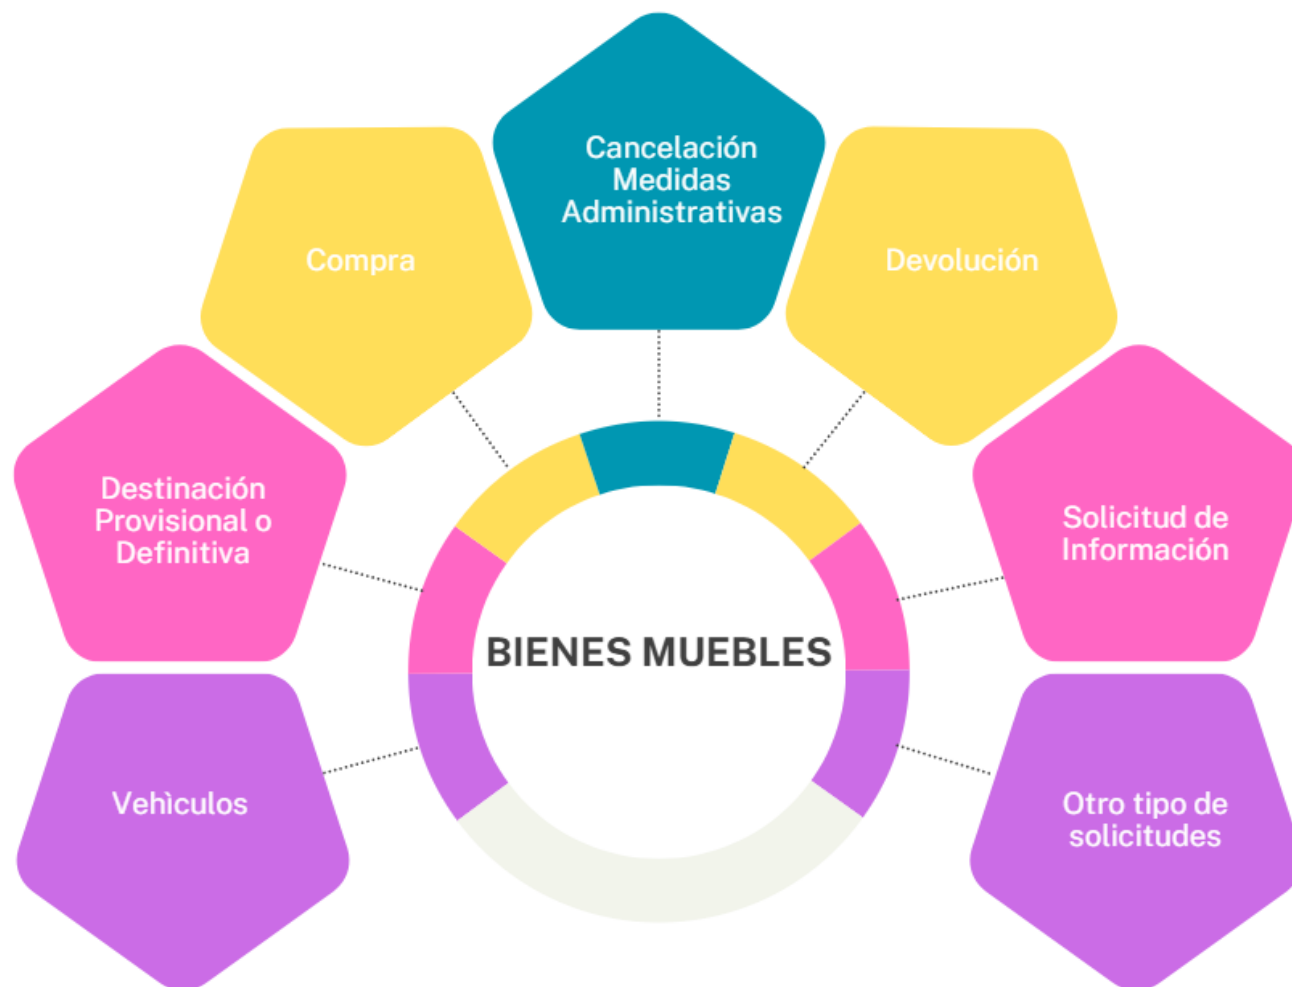 Cancelación
Medidas
Administrativas
Compra
Devolución
Destinación
Provisional o
Definitiva
Solicitud de
Información
BIENES MUEBLES
Vehìculos
Otro tipo de
solicitudes